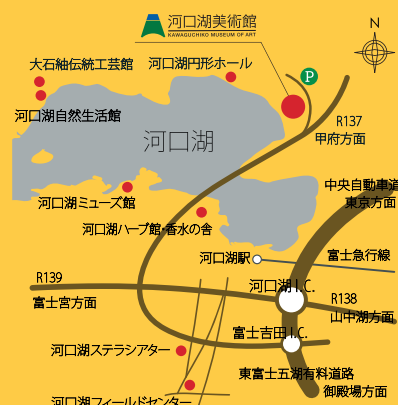 河口湖美術館
KAWAGUCHIKO MUSEUM OF ART
N
大石紬伝統工芸館
河口湖円形ホール
P
河口湖自然生活館
R137
甲府方面
河口湖
中央自動車道
東京方面
河口湖ミューズ館
河口湖ハーブ館・香水の舎
河口湖駅
富士急行線
R139
富士宮方面
河口湖I.C.
R138
山中湖方面
富士吉田I.C.
河口湖ステラシアター
東富士五湖有料道路
御殿場方面
河口湖フィールドセンター